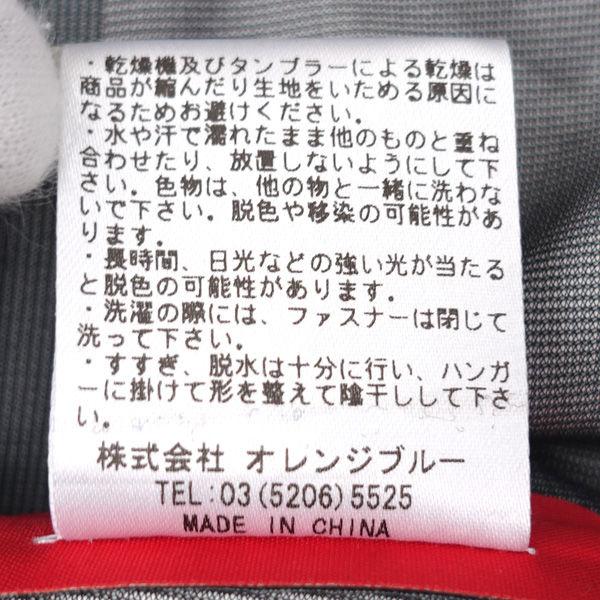 ・乾燥機及びタンブラーによる乾燥は
商品が縮んだり生地をいためる原因に
なるためお避けください。
・水や汗で濡れたまま他のものと重ね
合わせたり、放置しないようにして下
さい。色物は、他の物と一緒に洗わな
いで下さい。脱色や移染の可能性があ
ります。
・長時間、日光などの強い光が当たる
と脱色の可能性があります。
・洗濯の際には、ファスナーは閉じて
洗って下さい。
・すすぎ、脱水は十分に行い、ハンガ
ーに掛けて形を整えて陰干しして下さ
い。
株式会社 オレンジブルー
TEL:03(5206)5525
MADE IN CHINA